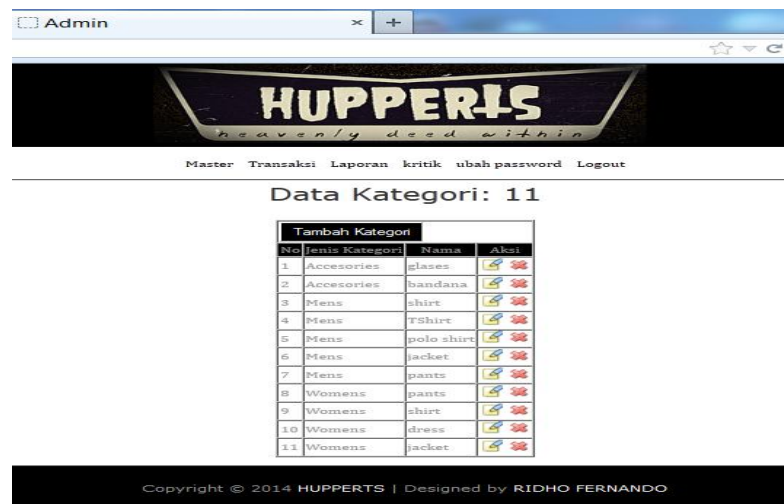 Admin
HUPPERTS
heavenly deed within
Master Transaksi Laporan kritik ubah password Logout
Data Kategori: 11
Tambah Kategori
No Jenis Kategori Nama Aksi
1 Accesories glases
2 Accesories bandana
3 Mens shirt
4 Mens TShirt
5 Mens polo shirt
6 Mens jacket
7 Mens pants
8 Womens pants
9 Womens shirt
10 Womens dress
11 Womens jacket
Copyright © 2014 HUPPERTS | Designed by RIDHO FERNANDO